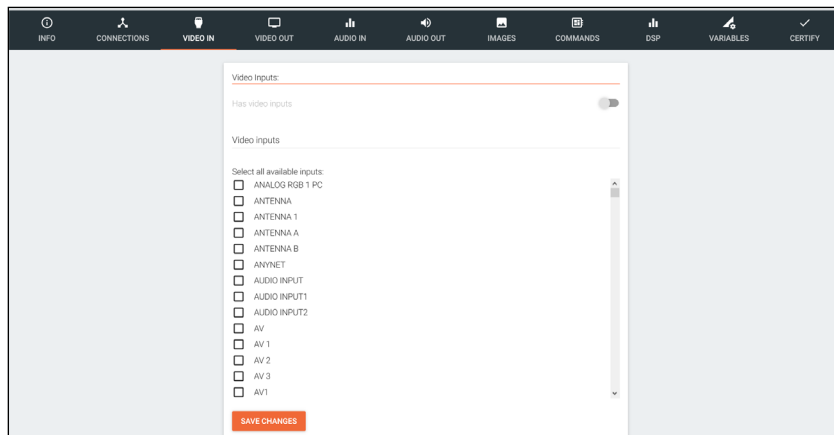 INFO CONNECTIONS VIDEO IN VIDEO OUT AUDIO IN AUDIO OUT IMAGES COMMANDS DSP VARIABLES CERTIFY
Video Inputs:
Has video inputs
Video inputs
Select all available inputs:
ANALOG RGB 1 PC
ANTENNA
ANTENNA 1
ANTENNA A
ANTENNA B
ANYNET
AUDIO INPUT
AUDIO INPUT1
AUDIO INPUT2
AV
AV 1
AV 2
AV 3
AV1
SAVE CHANGES